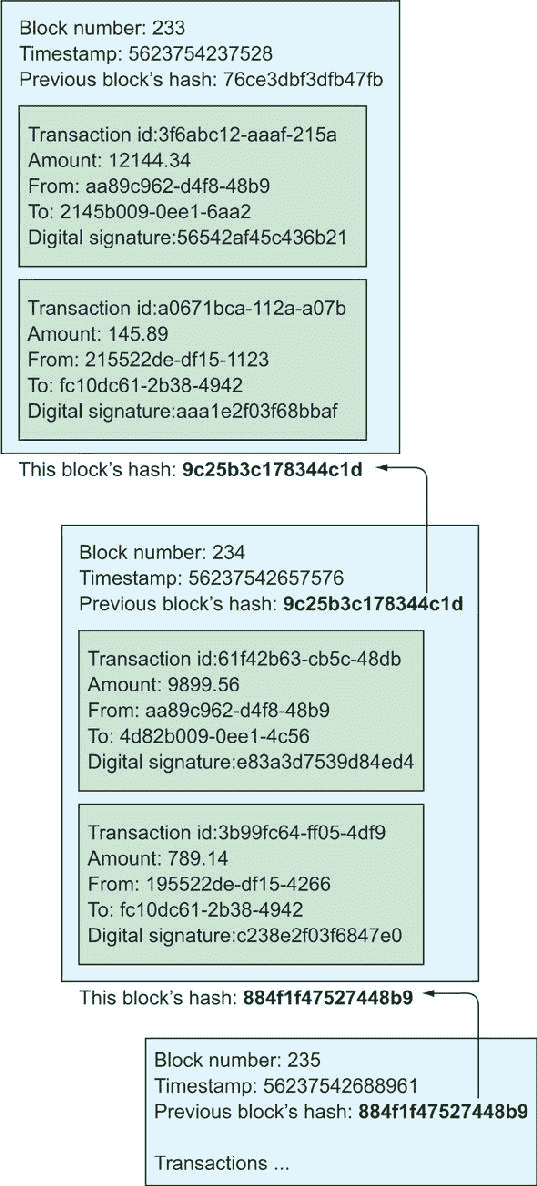 Block number: 233
Timestamp: 5623754237528
Previous block's hash: 76ce3dbf3dfb47fb
Transaction id:3f6abc12-aaaf-215a
Amount: 12144.34
From: aa89c962-d4f8-48b9
To: 2145b009-0ee1-6aa2
Digital signature:56542af45c436b21
Transaction id:a0671bca-112a-a07b
Amount: 145.89
From: 215522de-df15-1123
To: fc10dc61-2b38-4942
Digital signature:aaa1e2f03f68bbaf
This block's hash: 9c25b3c178344c1d
Block number: 234
Timestamp: 56237542657576
Previous block's hash: 9c25b3c178344c1d
Transaction id:61f42b63-cb5c-48db
Amount: 9899.56
From: aa89c962-d4f8-48b9
To: 4d82b009-0ee1-4c56
Digital signature:e83a3d7539d84ed4
Transaction id:3b99fc64-ff05-4df9
Amount: 789.14
From: 195522de-df15-4266
To: fc10dc61-2b38-4942
Digital signature:c238e2f03f6847e0
This block's hash: 884f1f47527448b9
Block number: 235
Timestamp: 56237542688961
Previous block's hash: 884f1f47527448b9
Transactions ...